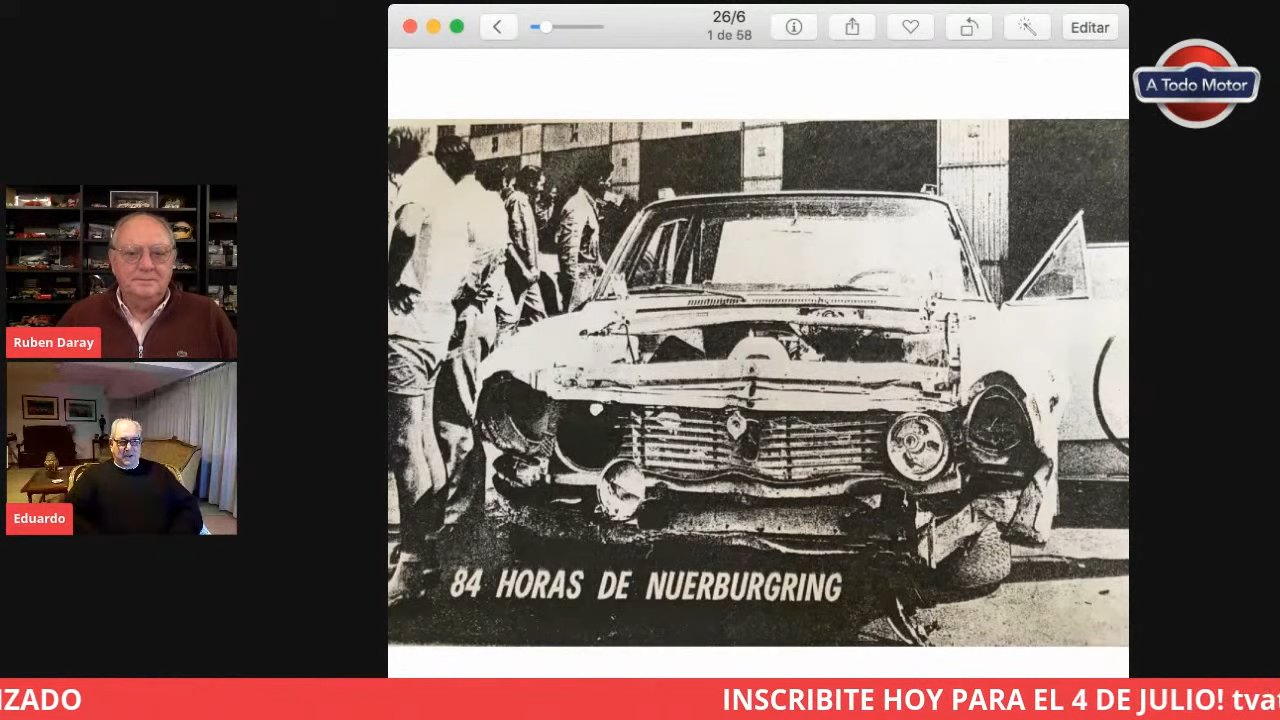 26/6
1 de 58
Editar
A Todo Motor
Ruben Daray
Eduardo
84 HORAS DE NUERBURGRING
IZADO
INSCRIBITE HOY PARA EL 4 DE JULIO! tva